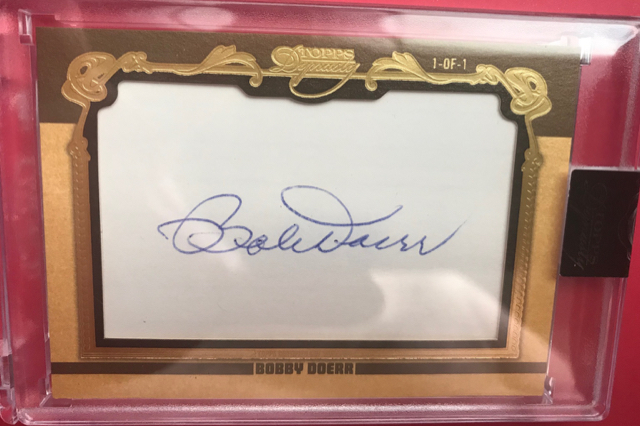 Topps
Dynasty
1-OF-1
Bob Doerr
BOBBY DOERR